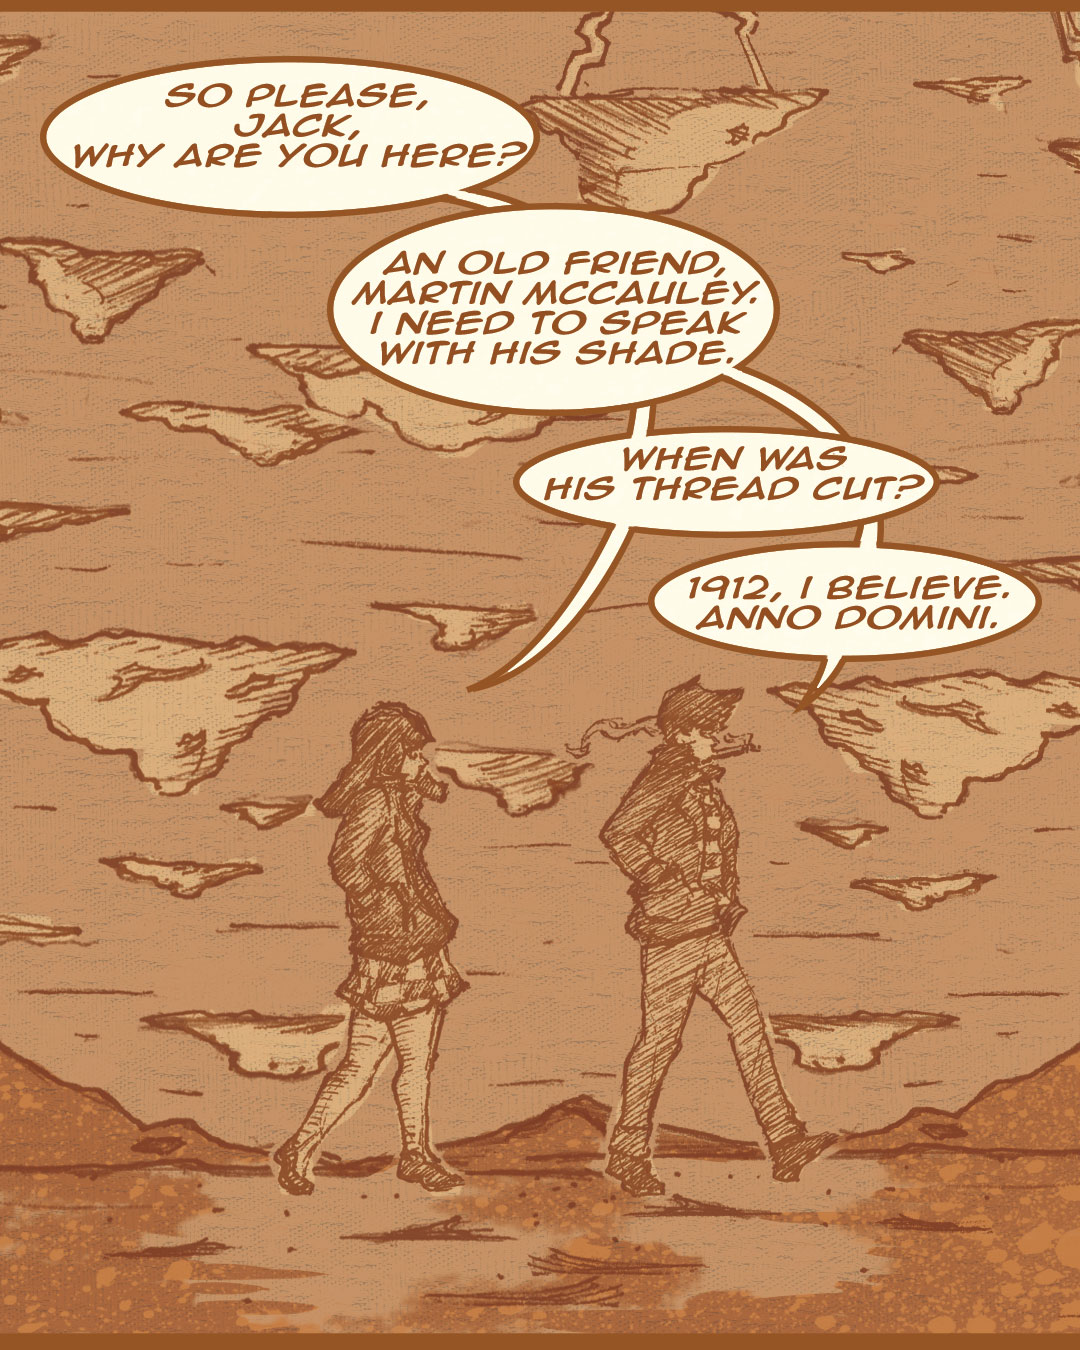 SO PLEASE,
JACK,
WHY ARE YOU HERE?
AN OLD FRIEND,
MARTIN MCCAULEY.
I NEED TO SPEAK
WITH HIS SHADE.
WHEN WAS
HIS THREAD CUT?
1912, I BELIEVE.
ANNO DOMINI.